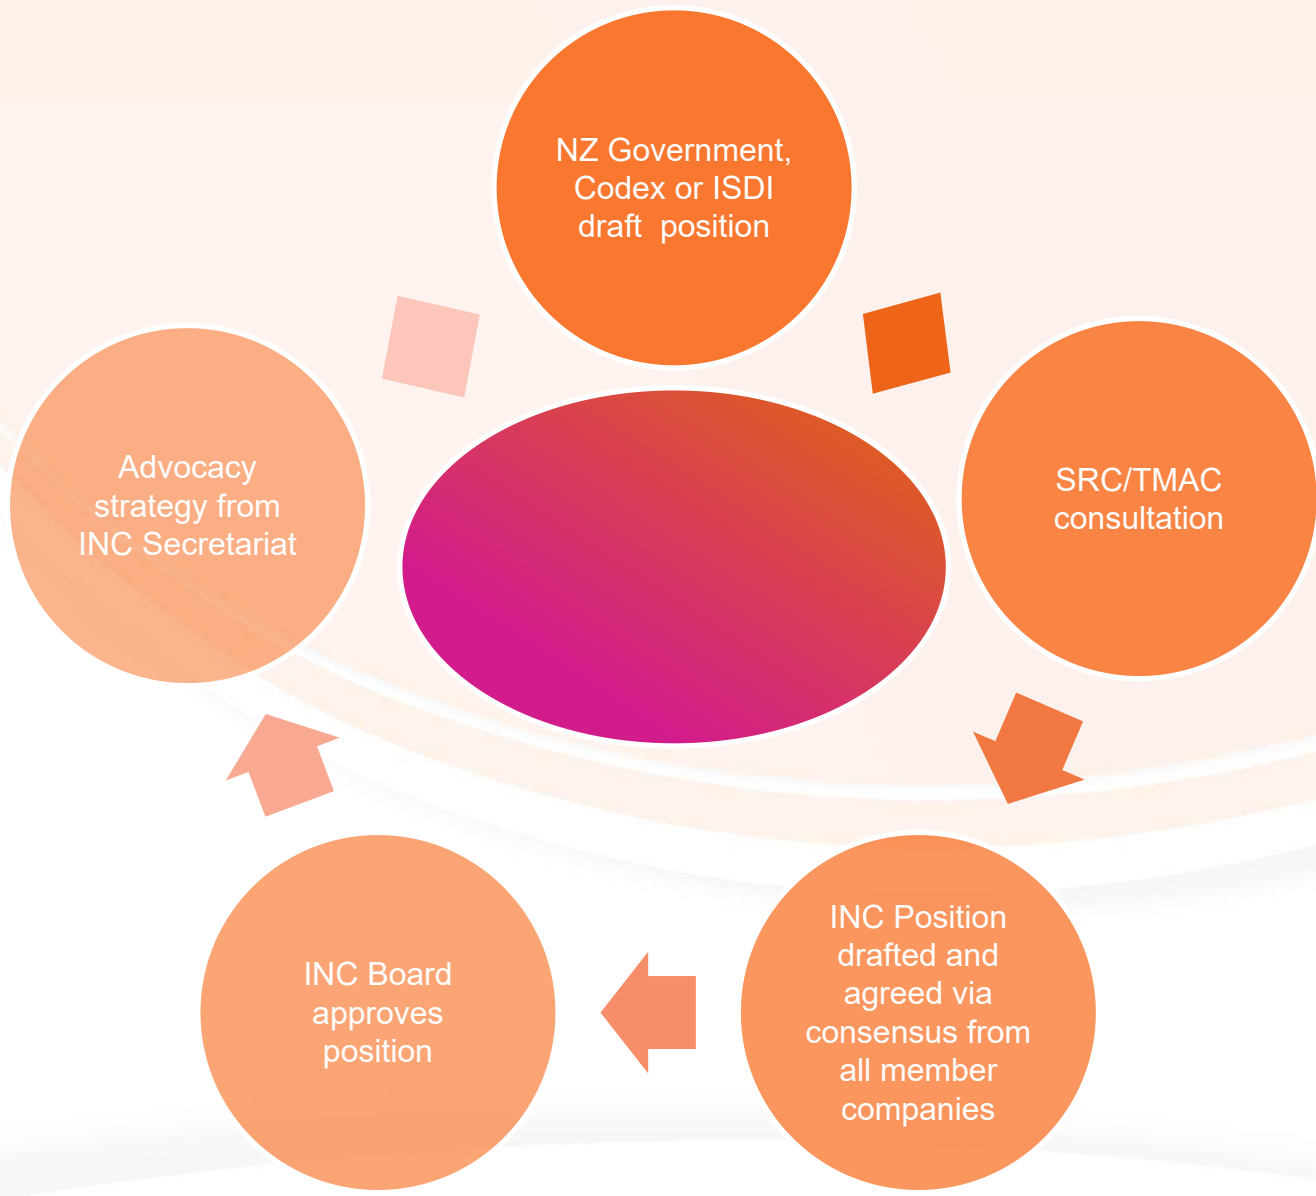 NZ Government,
Codex or ISDI
draft  position
SRC/TMAC
consultation
INC Position
drafted and
agreed via
consensus from
all member
companies
INC Board
approves
position
Advocacy
strategy from
INC Secretariat